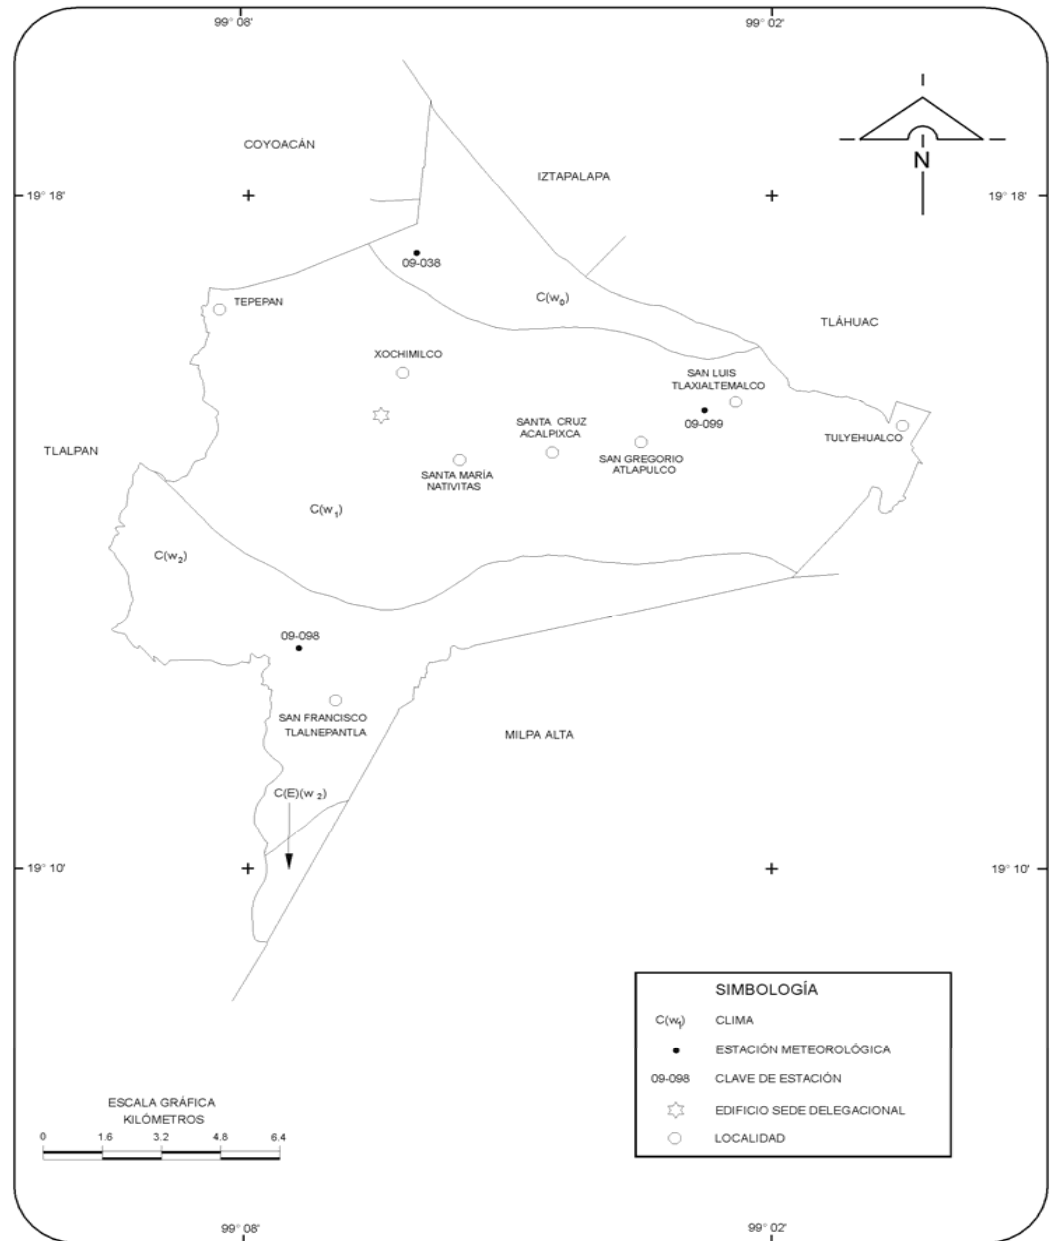 99° 08'
99° 02'
COYOACÁN
IZTAPALAPA
N
19° 18'
19° 18'
09-038
C(w₀)
TEPEPAN
TLÁHUAC
XOCHIMILCO
SAN LUIS
TLAXIALTEMALCO
09-099
SANTA CRUZ
ACALPIXCA
TULYEHUALCO
TLALPAN
SAN GREGORIO
ATLAPULCO
SANTA MARÍA
NATIVITAS
C(w₁)
C(w₂)
09-098
SAN FRANCISCO
TLALNEPANTLA
MILPA ALTA
C(E)(w₂)
19° 10'
19° 10'
SIMBOLOGÍA
C(w₁) CLIMA
ESTACIÓN METEOROLÓGICA
09-098 CLAVE DE ESTACIÓN
EDIFICIO SEDE DELEGACIONAL
LOCALIDAD
ESCALA GRÁFICA
KILÓMETROS
0 1.6 3.2 4.8 6.4
99° 08'
99° 02'